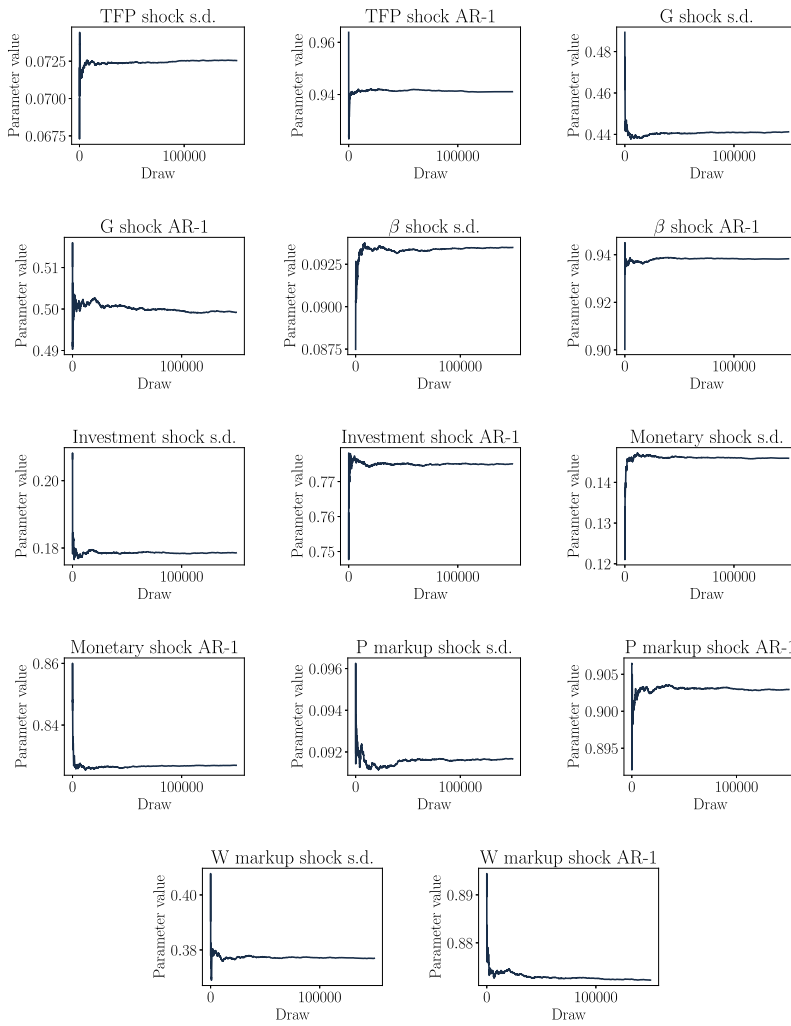 TFP shock s.d.
TFP shock AR-1
G shock s.d.
Parameter value
0.0725
0.0700
0.0675
0
100000
Draw
Parameter value
0.96
0.94
0
100000
Draw
Parameter value
0.48
0.46
0.44
0
100000
Draw
G shock AR-1
β shock s.d.
β shock AR-1
Parameter value
0.51
0.50
0.49
0
100000
Draw
Parameter value
0.0925
0.0900
0.0875
0
100000
Draw
Parameter value
0.94
0.92
0.90
0
100000
Draw
Investment shock s.d.
Investment shock AR-1
Monetary shock s.d.
Parameter value
0.20
0.18
0
100000
Draw
Parameter value
0.77
0.76
0.75
0
100000
Draw
Parameter value
0.14
0.13
0.12
0
100000
Draw
Monetary shock AR-1
P markup shock s.d.
P markup shock AR-1
Parameter value
0.86
0.84
0
100000
Draw
Parameter value
0.096
0.094
0.092
0
100000
Draw
Parameter value
0.905
0.900
0.895
0
100000
Draw
W markup shock s.d.
W markup shock AR-1
Parameter value
0.40
0.38
0
100000
Draw
Parameter value
0.89
0.88
0
100000
Draw